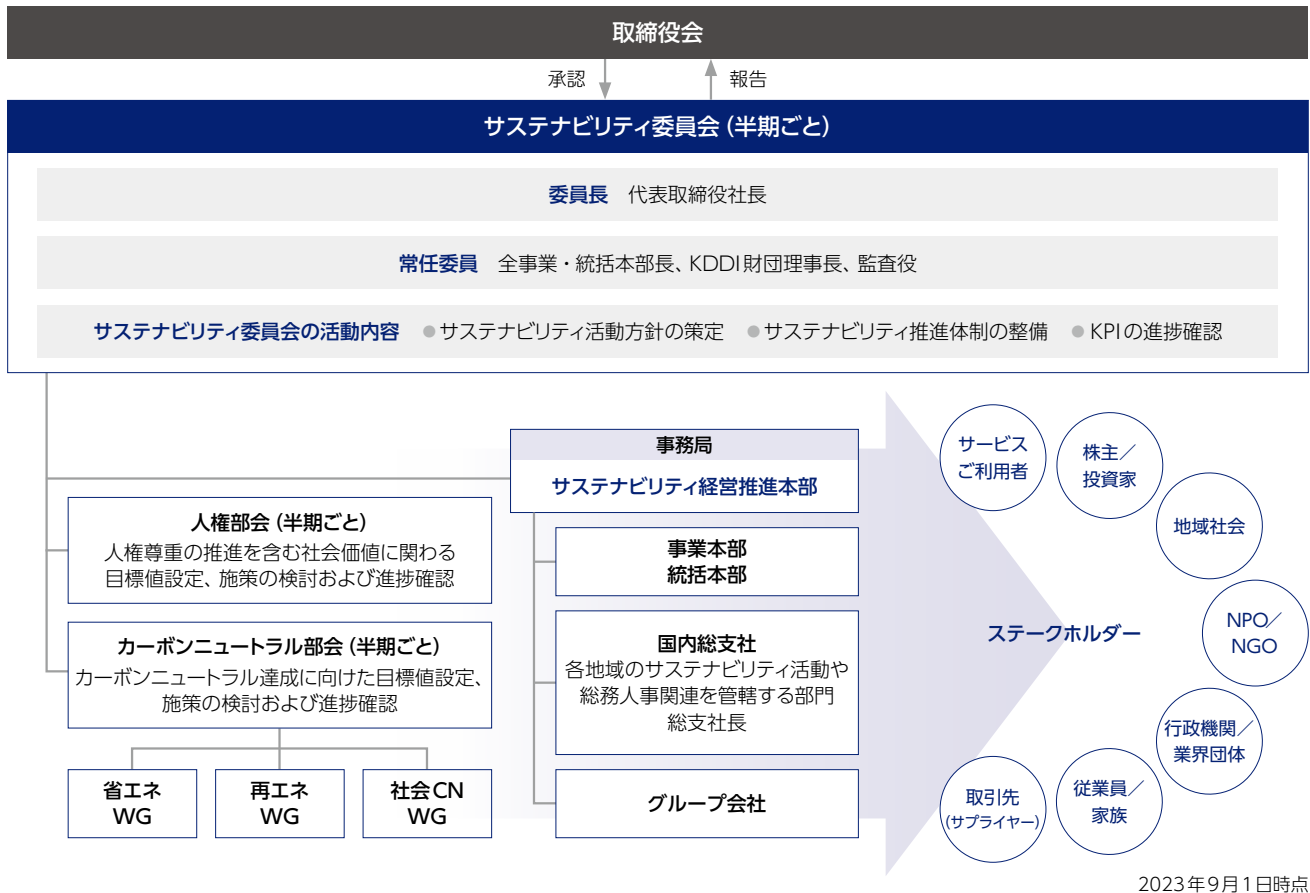 取締役会
承認
報告
サステナビリティ委員会(半期ごと)
委員長 代表取締役社長
常任委員 全事業・統括本部長、KDDI財団理事長、監査役
サステナビリティ委員会の活動内容 ●サステナビリティ活動方針の策定 ●サステナビリティ推進体制の整備 ●KPIの進捗確認
事務局
サステナビリティ経営推進本部
人権部会(半期ごと)
人権尊重の推進を含む社会価値に関わる
目標値設定、施策の検討および進捗確認
カーボンニュートラル部会(半期ごと)
カーボンニュートラル達成に向けた目標値設定、
施策の検討および進捗確認
省エネ
WG
再エネ
WG
社会CN
WG
事業本部
統括本部
国内総支社
各地域のサステナビリティ活動や
総務人事関連を管轄する部門
総支社長
グループ会社
ステークホルダー
サービス
ご利用者
株主/
投資家
地域社会
NPO/
NGO
行政機関/
業界団体
従業員/
家族
取引先
(サプライヤー)
2023年9月1日時点